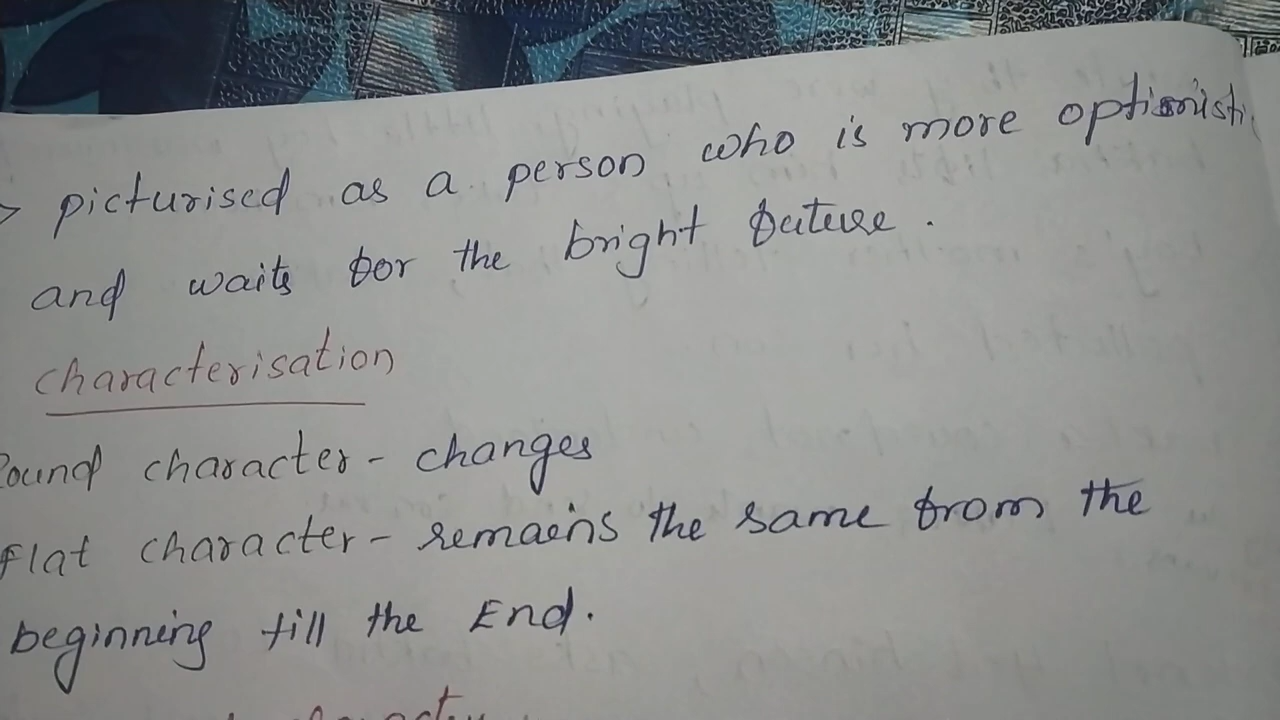 > picturised as a person who is more optimisti
and waits for the bright future.
characterisation
Round character - changes
Flat character - remains the same from the
beginning till the End.